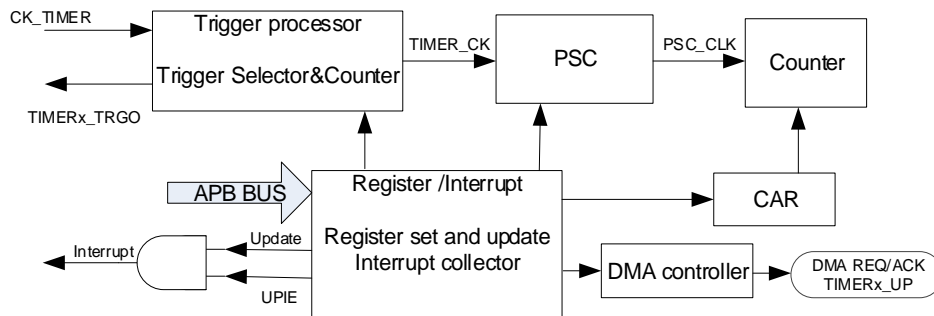 CK_TIMER
TIMERx_TRGO
Trigger processor
Trigger Selector&Counter
TIMER_CK
PSC
PSC_CLK
Counter
APB BUS
Register /Interrupt
Register set and update
Interrupt collector
CAR
Interrupt
Update
UPIE
DMA controller
DMA REQ/ACK
TIMERx_UP